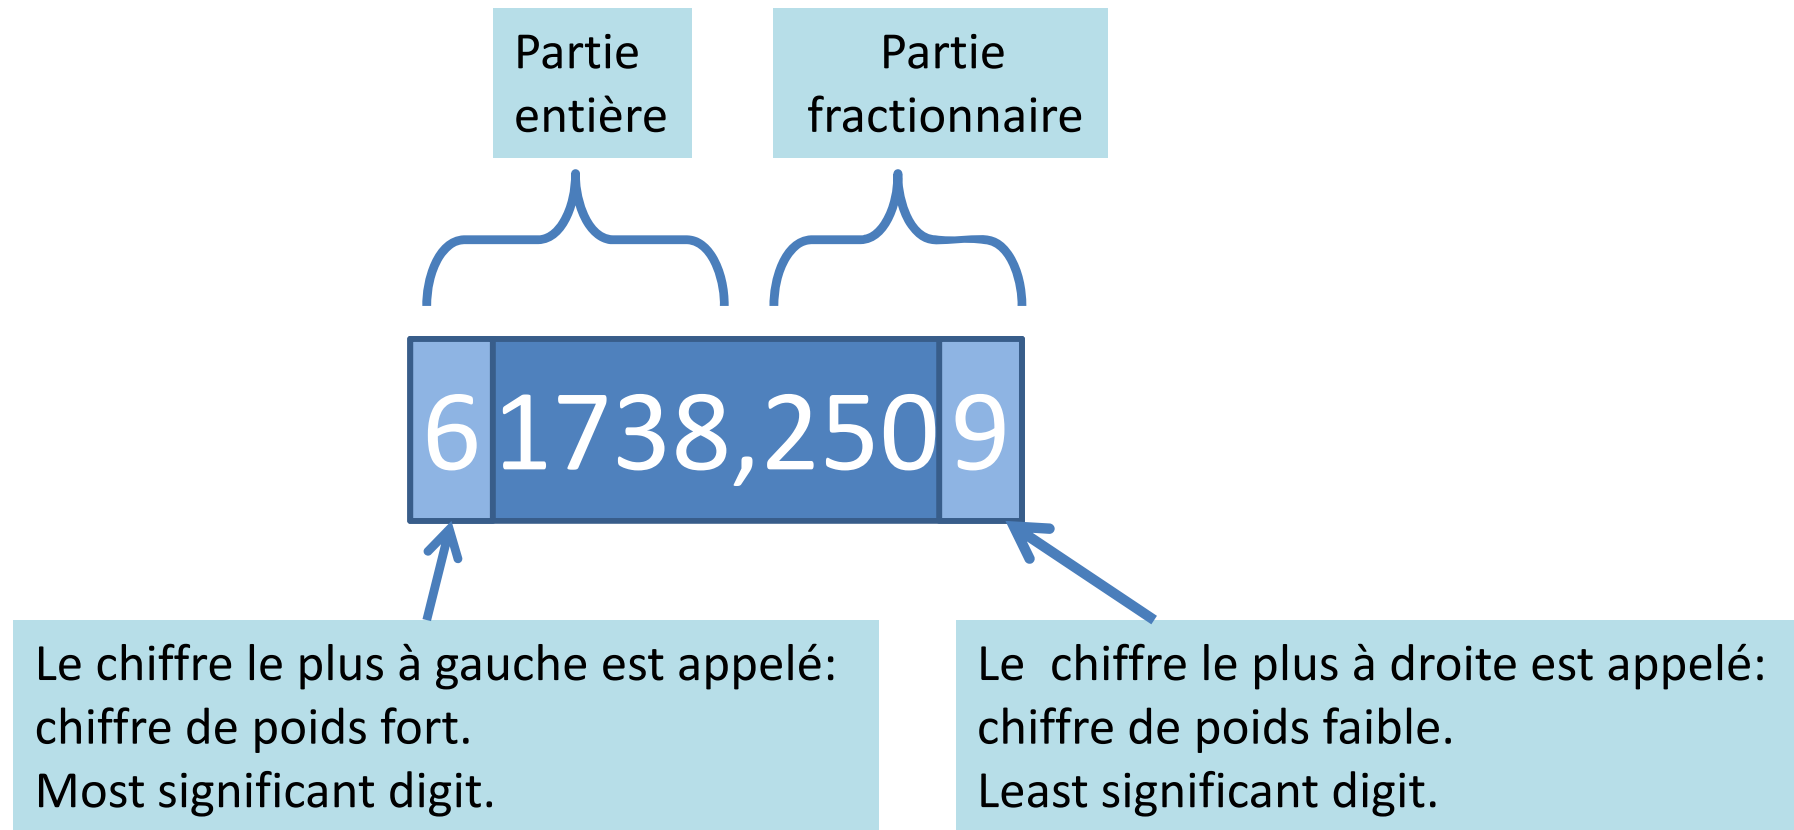 Partie
entière
Partie
fractionnaire
61738,2509
Le chiffre le plus à gauche est appelé:
chiffre de poids fort.
Most significant digit.
Le  chiffre le plus à droite est appelé:
chiffre de poids faible.
Least significant digit.